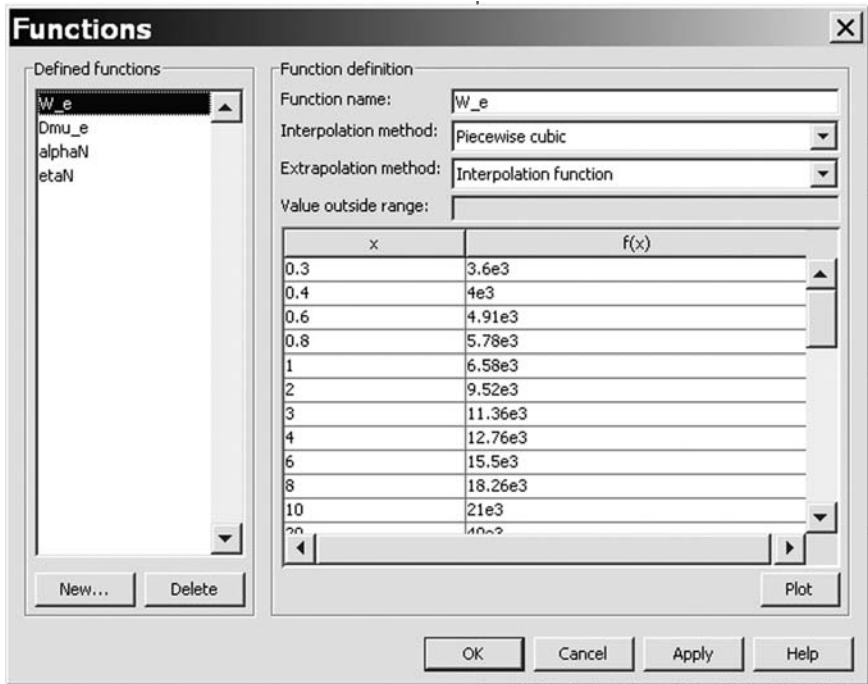 Functions
Defined functions
W_e
Dmu_e
alphaN
etaN
New... Delete
Function definition
Function name: W_e
Interpolation method: Piecewise cubic
Extrapolation method: Interpolation function
Value outside range:
x f(x)
0.3 3.6e3
0.4 4e3
0.6 4.91e3
0.8 5.78e3
1 6.58e3
2 9.52e3
3 11.36e3
4 12.76e3
6 15.5e3
8 18.26e3
10 21e3
Plot
OK Cancel Apply Help